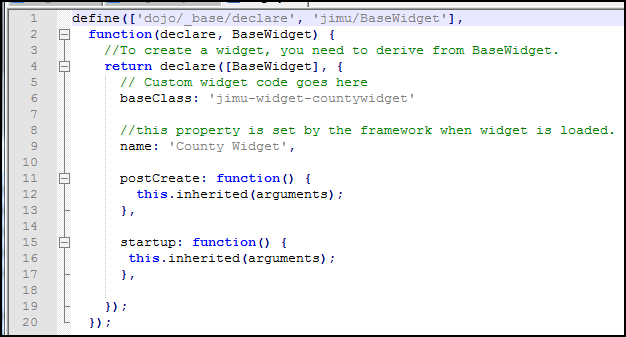 1 define(['dojo/_base/declare', 'jimu/BaseWidget'],
2 function(declare, BaseWidget) {
3 //To create a widget, you need to derive from BaseWidget.
4 return declare([BaseWidget], {
5 // Custom widget code goes here
6 baseClass: 'jimu-widget-countywidget'
7
8 //this property is set by the framework when widget is loaded.
9 name: 'County Widget',
10
11 postCreate: function() {
12 this.inherited(arguments);
13 },
14
15 startup: function() {
16 this.inherited(arguments);
17 },
18
19 });
20 });